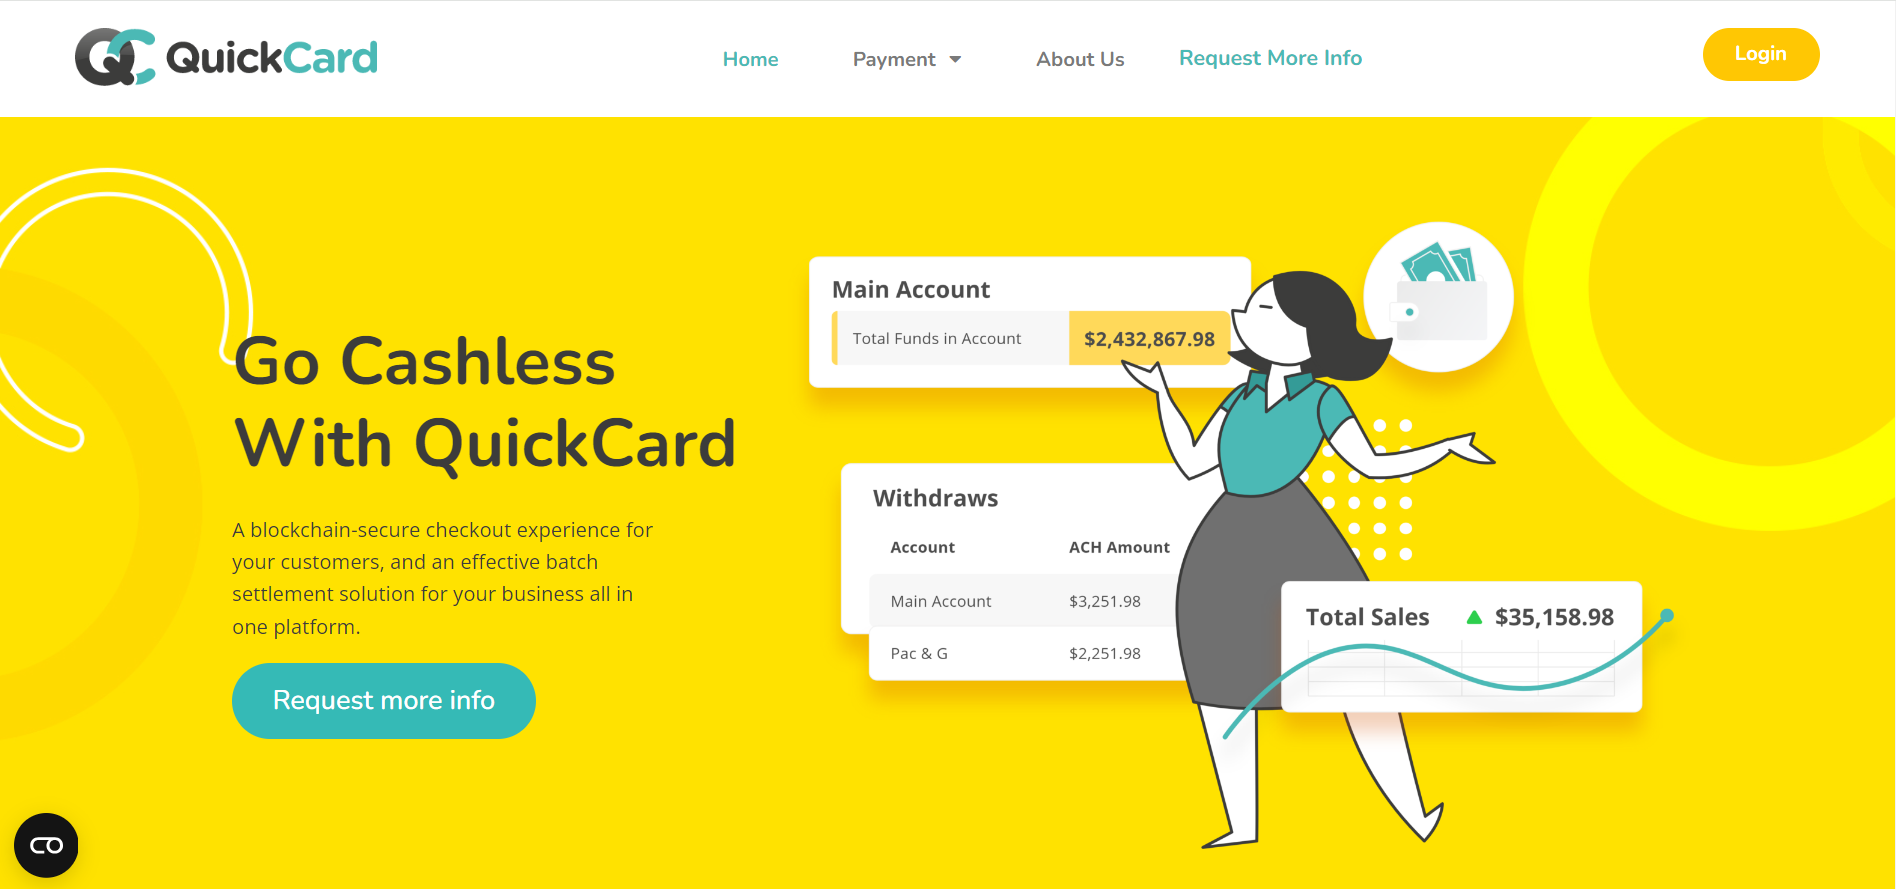 QC QuickCard
Home
Payment
About Us
Request More Info
Login
Go Cashless
With QuickCard
A blockchain-secure checkout experience for
your customers, and an effective batch
settlement solution for your business all in
one platform.
Request more info
Main Account
Total Funds in Account $2,432,867.98
Withdraws
Account ACH Amount
Main Account $3,251.98
Pac & G $2,251.98
Total Sales $35,158.98